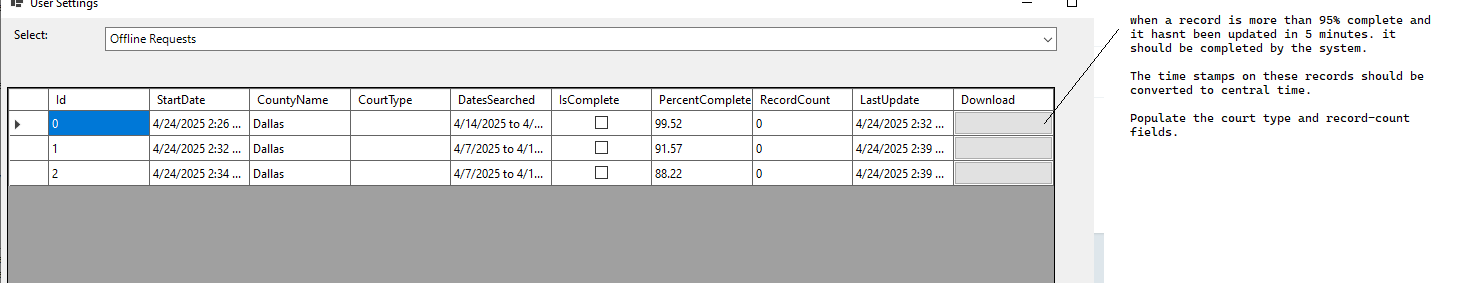 User Settings
Select:
Offline Requests
when a record is more than 95% complete and
it hasnt been updated in 5 minutes. it
should be completed by the system.
The time stamps on these records should be
converted to central time.
Populate the court type and record-count
fields.
Id StartDate CountyName CourtType DatesSearched IsComplete PercentComplete RecordCount LastUpdate Download
0 4/24/2025 2:26 ... Dallas 4/14/2025 to 4/... 99.52 0 4/24/2025 2:32 ...
1 4/24/2025 2:32 ... Dallas 4/7/2025 to 4/1... 91.57 0 4/24/2025 2:39 ...
2 4/24/2025 2:34 ... Dallas 4/7/2025 to 4/1... 88.22 0 4/24/2025 2:39 ...